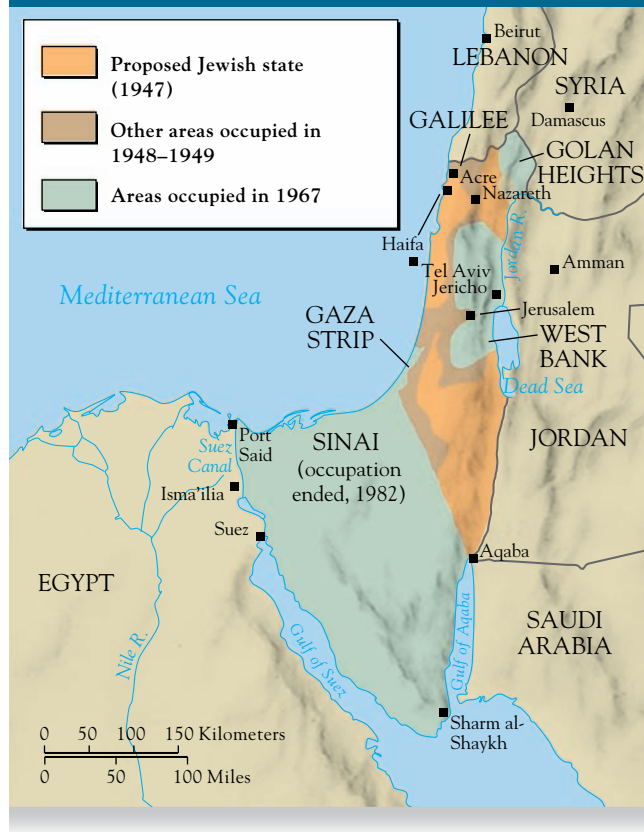 Proposed Jewish state
(1947)
Other areas occupied in
1948–1949
Areas occupied in 1967
Beirut
LEBANON
SYRIA
Damascus
GALILEE
GOLAN
HEIGHTS
Acre
Nazareth
Haifa
Jordan R.
Tel Aviv
Amman
Jericho
Mediterranean Sea
Jerusalem
GAZA
STRIP
WEST
BANK
Dead Sea
Port
Said
Suez
Canal
SINAI
(occupation
ended, 1982)
JORDAN
Isma'ilia
Suez
Aqaba
EGYPT
SAUDI
ARABIA
Nile R.
Gulf of Suez
Gulf of Aqaba
Sharm al-
Shaykh
0 50 100 150 Kilometers
0 50 100 Miles